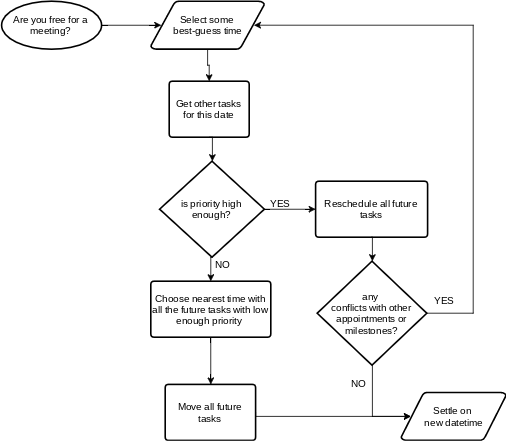 Are you free for a
meeting?
Select some
best-guess time
Get other tasks
for this date
is priority high
enough?
YES
Reschedule all future
tasks
NO
Choose nearest time with
all the future tasks with low
enough priority
any
conflicts with other
appointments or
milestones?
YES
NO
Move all future
tasks
Settle on
new datetime